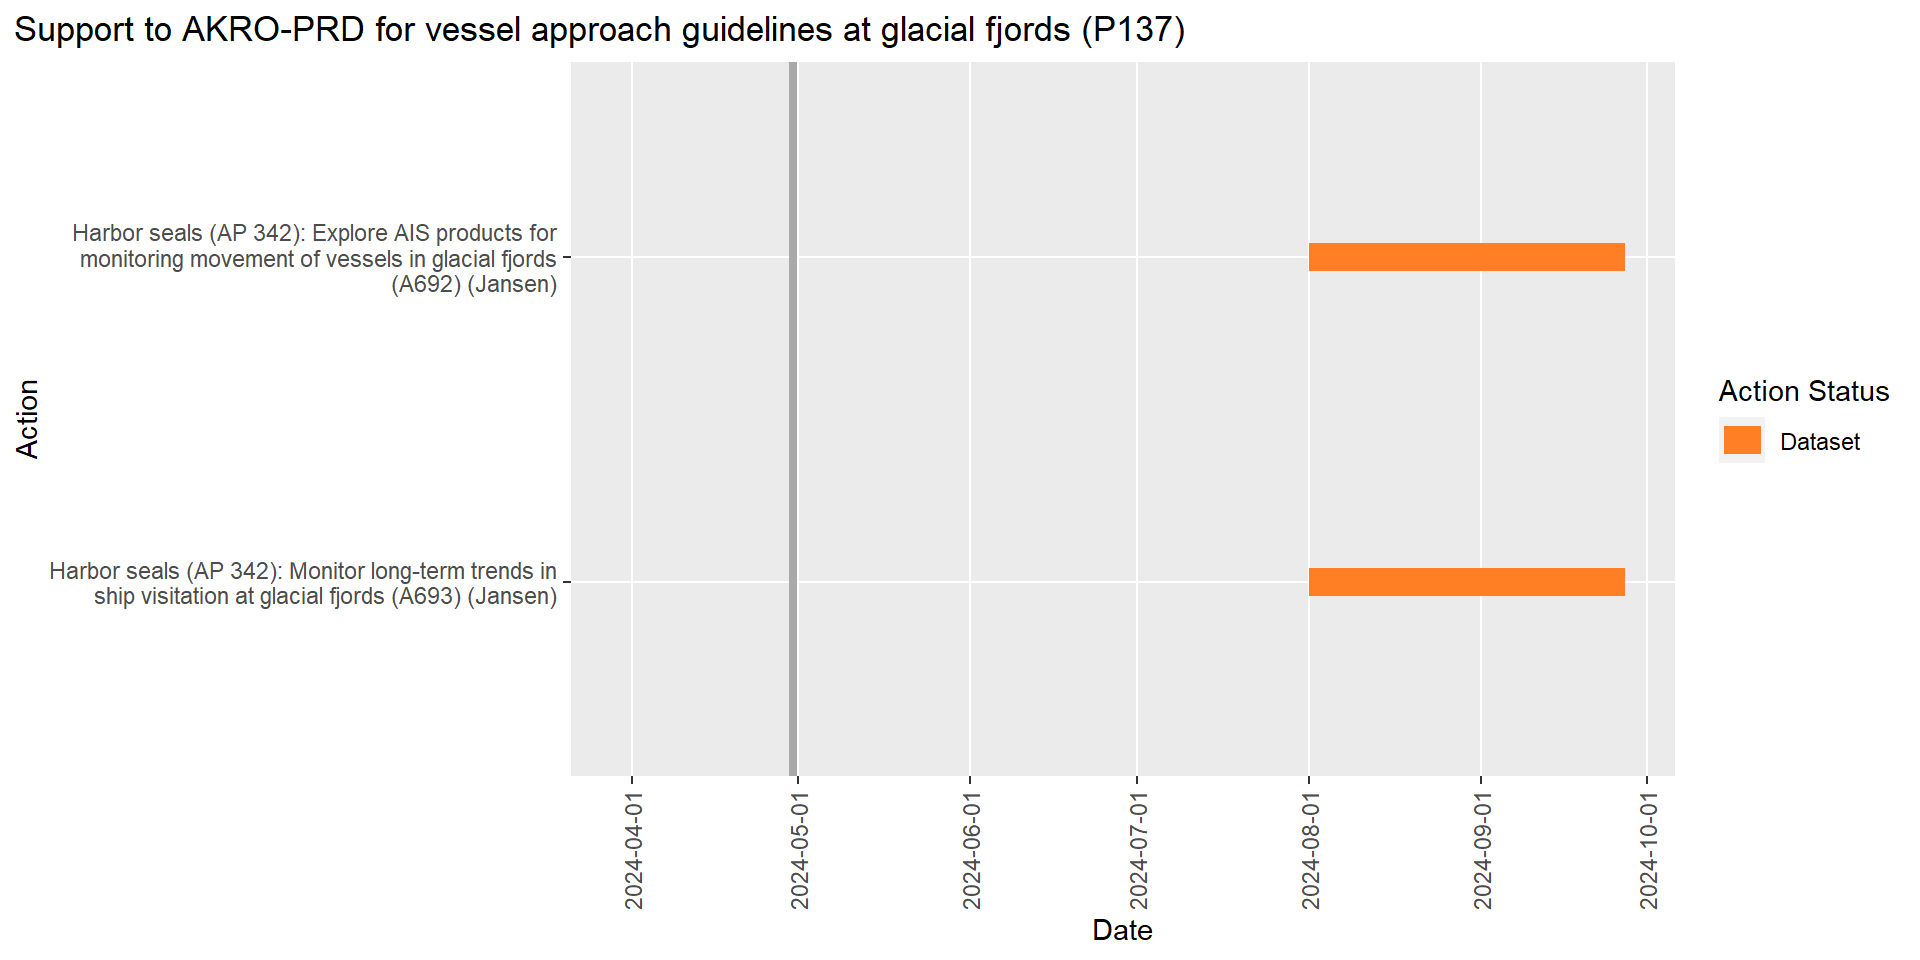 Support to AKRO-PRD for vessel approach guidelines at glacial fjords (P137)
Harbor seals (AP 342): Explore AIS products for
monitoring movement of vessels in glacial fjords
(A692) (Jansen)
Action
Harbor seals (AP 342): Monitor long-term trends in
ship visitation at glacial fjords (A693) (Jansen)
Action Status
Dataset
2024-04-01
2024-05-01
2024-06-01
2024-07-01
2024-08-01
2024-09-01
2024-10-01
Date